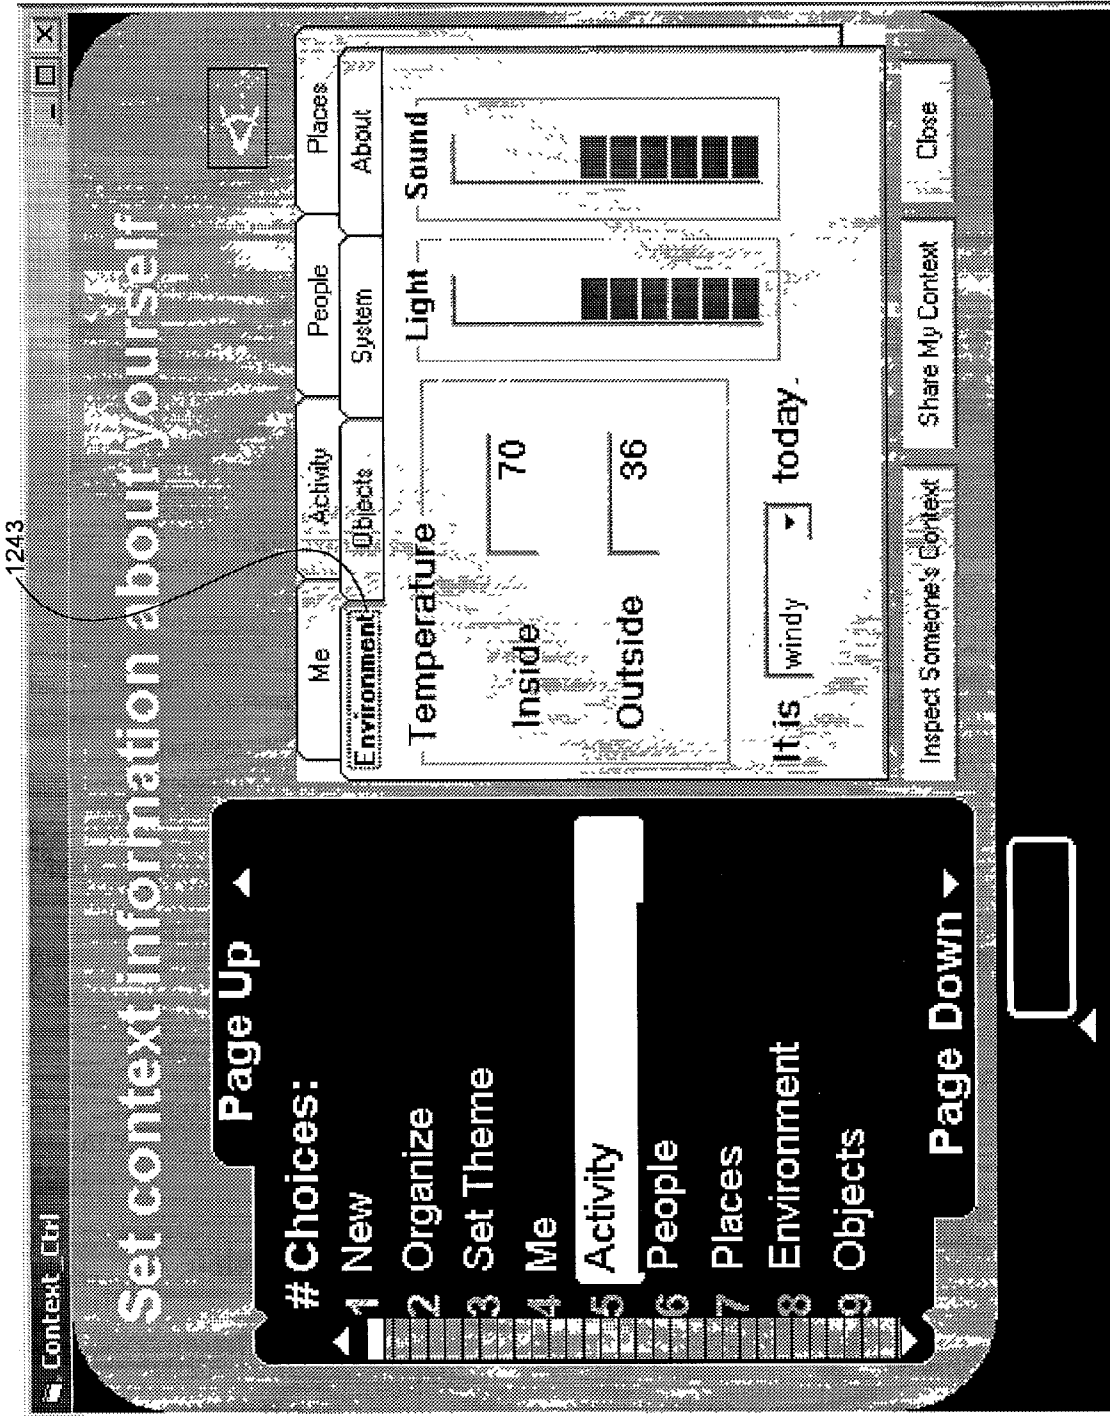 1243
Context_Ctrl
Set context information about yourself
Page Up
# Choices:
1 New
2 Organize
3 Set Theme
4 Me
5 Activity
6 People
7 Places
8 Environment
9 Objects
Page Down
Me Activity People Places
Environment Objects System About
Temperature
Inside 70
Outside 36
Light
Sound
It is windy today.
Inspect Someone's Context Share My Context Close